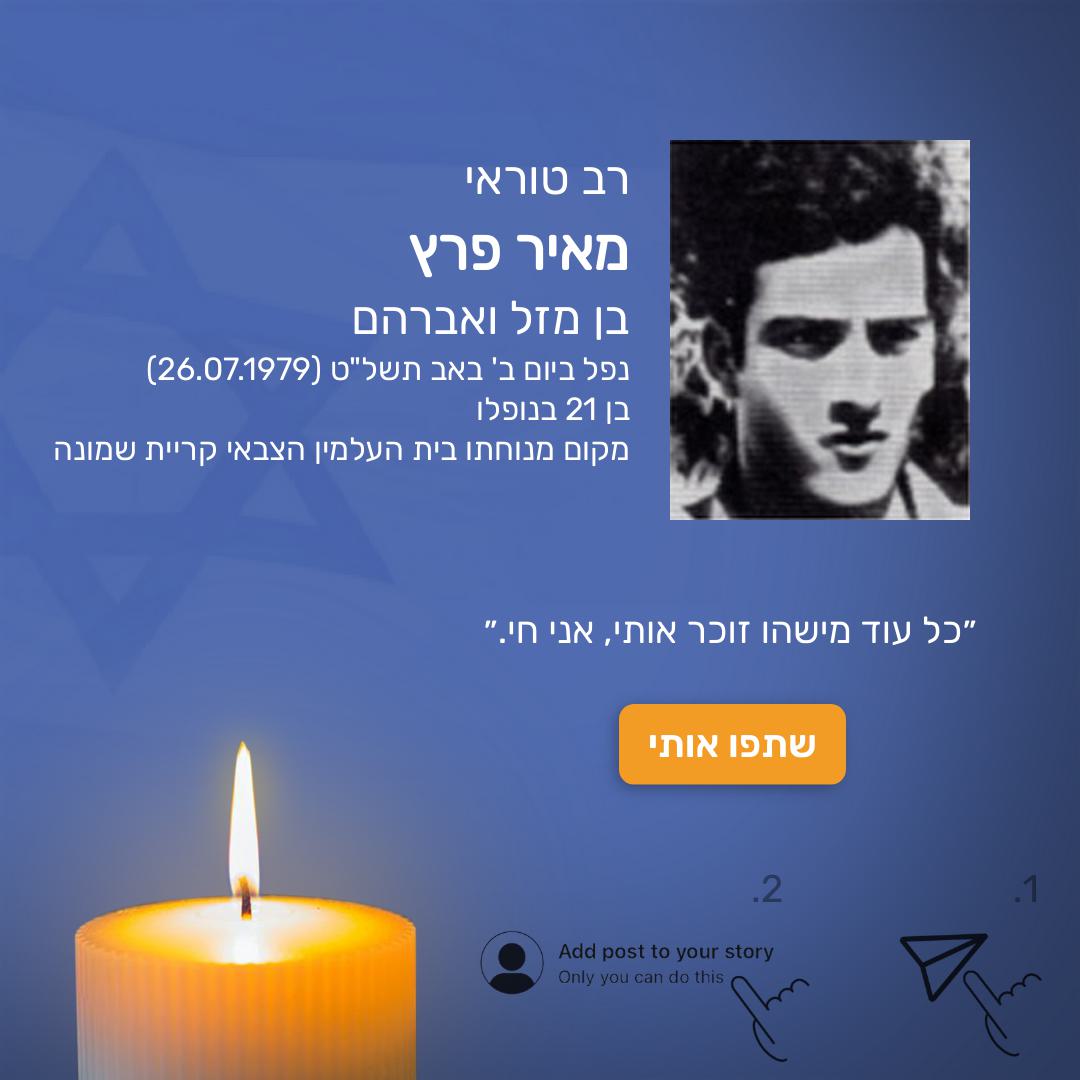 רב טוראי
מאיר פרץ
בן מזל ואברהם
נפל ביום ב' באב תשל"ט (26.07.1979)
בן 21 בנופלו
מקום מנוחתו בית העלמין הצבאי קריית שמונה
״כל עוד מישהו זוכר אותי, אני חי.״
שתפו אותי
.1
.2
Add post to your story
Only you can do this